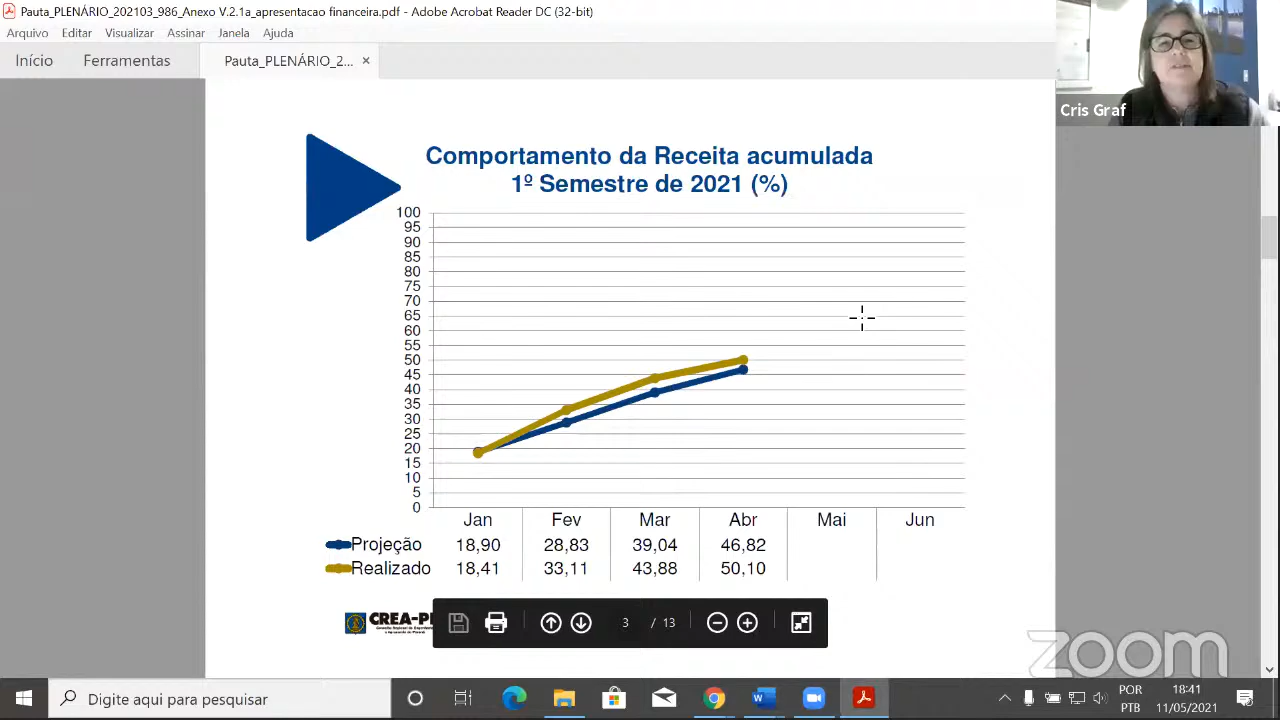 Pauta_PLENÁRIO_202103_986_Anexo V.2.1a_apresentacao financeira.pdf - Adobe Acrobat Reader DC (32-bit)
Arquivo Editar Visualizar Assinar Janela Ajuda
Início Ferramentas Pauta_PLENÁRIO_2... ×
Cris Graf
Comportamento da Receita acumulada
1º Semestre de 2021 (%)
100
95
90
85
80
75
70
65
60
55
50
45
40
35
30
25
20
15
10
5
0
Jan Fev Mar Abr Mai Jun
Projeção 18,90 28,83 39,04 46,82
Realizado 18,41 33,11 43,88 50,10
CREA-P
3 / 13
zoom
Digite aqui para pesquisar
POR
PTB
18:41
11/05/2021